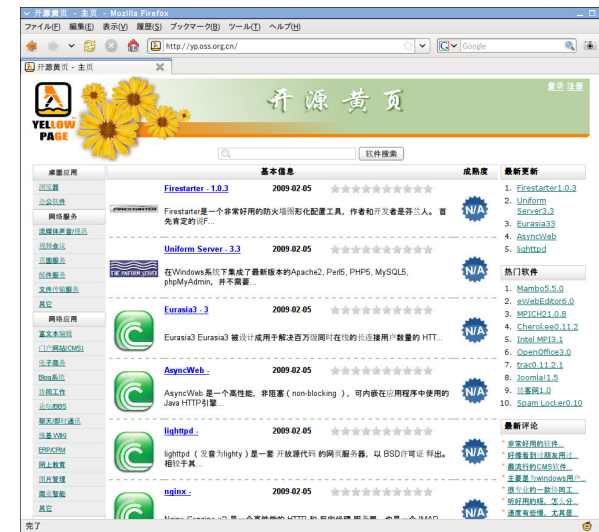 开源黄页 - 主页 - Mozilla Firefox
ファイル(F) 編集(E) 表示(V) 履歴(S) ブックマーク(B) ツール(T) ヘルプ(H)
http://yp.oss.org.cn/
Google
开源黄页 - 主页
YELLOW
PAGE
开源黄页
登录 注册
软件搜索
桌面应用
浏览器
办公软件
网络服务
流媒体声音/视讯
视频会议
页面服务
邮件服务
文件传输服务
其它
网络应用
富文本编辑
门户网站(CMS)
电子商务
Blog系统
协同工作
论坛/BBS
聊天/即时通讯
维基 WIKI
ERP/CRM
网上教育
图片管理
商业智能
其它
基本信息 成熟度
Firestarter - 1.0.3 2009-02-05
FIRESTARTER
Firestarter是一个非常好用的防火墙图形化配置工具，作者和开发者是芬兰人。 首
先肯定的说F...
N/A
Uniform Server - 3.3 2009-02-05
THE UNIFORM SERVER
在Windows系统下集成了最新版本的Apache2, Perl5, PHP5, MySQL5,
phpMyAdmin，并不需要...
N/A
Eurasia3 - 3 2009-02-05
Eurasia3 Eurasia3 被设计成用于解决百万级同时在线的长连接用户数量的 HTT...
N/A
AsyncWeb - 2009-02-05
AsyncWeb 是一个高性能，非阻塞（non-blocking ），可内嵌在应用程序中使用的
Java HTTP引擎...
N/A
lighttpd - 2009-02-05
lighttpd （ 发音为lighty ）是一套 开放源代码 的网页服务器，以 BSD许可证 释出。
相较于其...
N/A
nginx - 2009-02-05
N/A
最新更新
1. Firestarter1.0.3
2. Uniform
Server3.3
3. Eurasia33
4. AsyncWeb
5. lighttpd
热门软件
1. Mambo5.5.0
2. eWebEditor6.0
3. MPICH21.0.8
4. Cherokee0.11.2
5. Intel MPI3.1
6. OpenOffice3.0
7. trac0.11.2.1
8. Joomla!1.5
9. 协客网1.0
10. Spam Locker0.10
最新评论
* 非常好用的软件...
* 好像看到过朋友用过...
* 最流行的CMS软件...
* 主要是为windows用户...
* 很专业的一款协同工...
* 听好用的呀，怎么分...
* 速度有些慢，尤其是...
完了